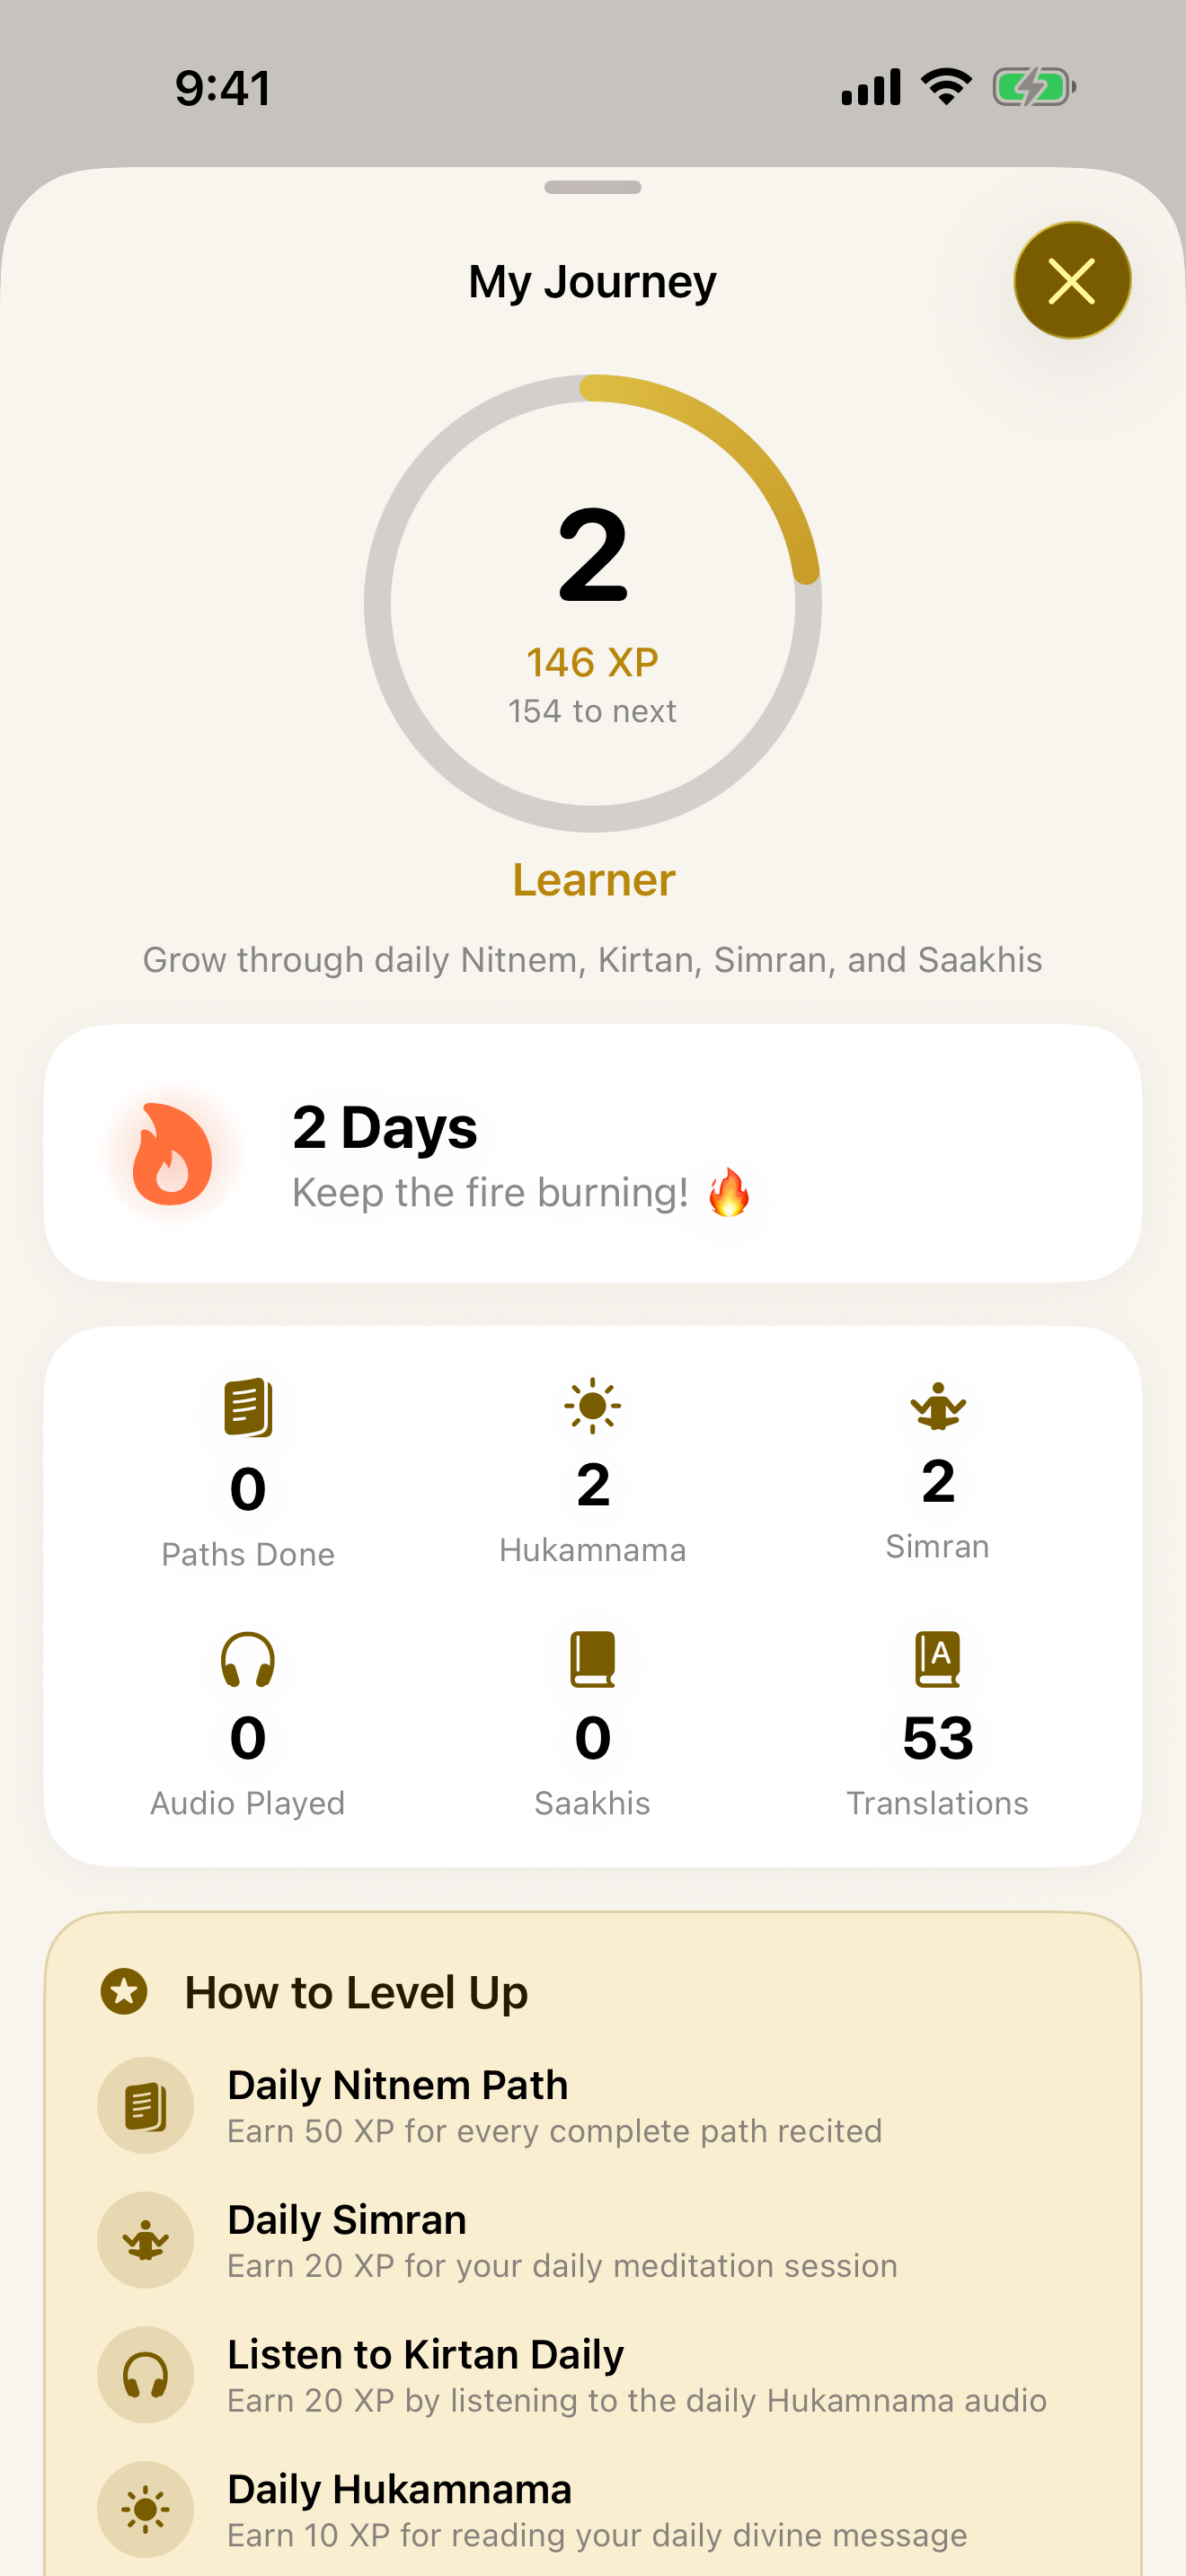 9:41
My Journey
2
146 XP
154 to next
Learner
Grow through daily Nitnem, Kirtan, Simran, and Saakhis
2 Days
Keep the fire burning! 🔥
0
Paths Done
2
Hukamnama
2
Simran
0
Audio Played
0
Saakhis
A
53
Translations
How to Level Up
Daily Nitnem Path
Earn 50 XP for every complete path recited
Daily Simran
Earn 20 XP for your daily meditation session
Listen to Kirtan Daily
Earn 20 XP by listening to the daily Hukamnama audio
Daily Hukamnama
Earn 10 XP for reading your daily divine message